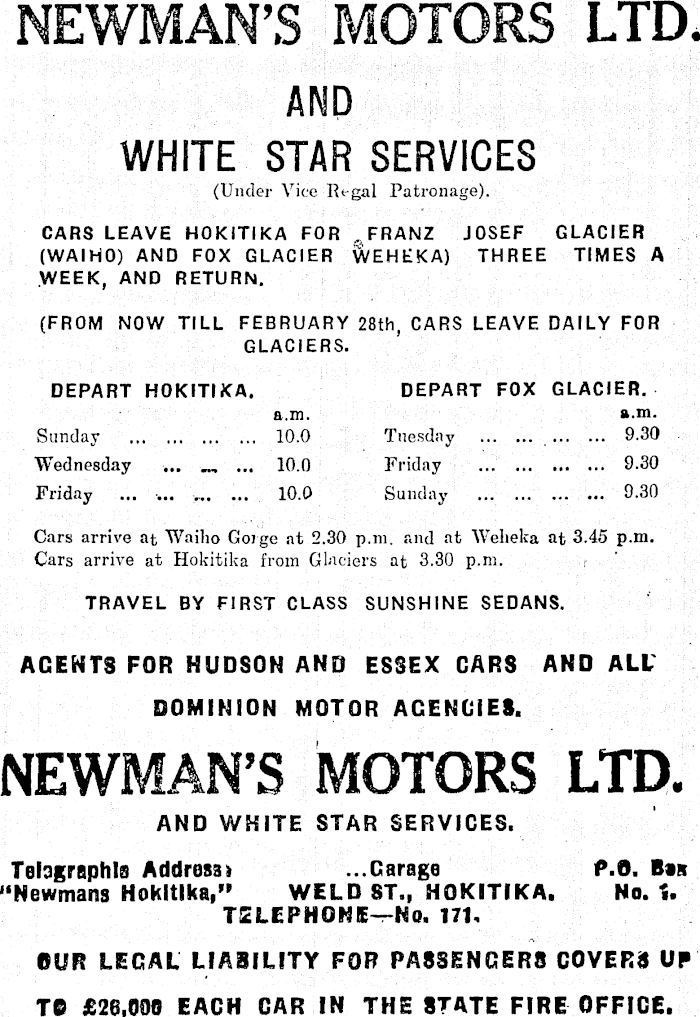 NEWMAN'S MOTORS LTD.
AND
WHITE STAR SERVICES
(Under Vice Regal Patronage).
CARS LEAVE HOKITIKA FOR FRANZ JOSEF GLACIER
(WAIHO) AND FOX GLACIER WEHEKA) THREE TIMES A
WEEK, AND RETURN.
(FROM NOW TILL FEBRUARY 28th, CARS LEAVE DAILY FOR
GLACIERS.
DEPART HOKITIKA.
a.m.
Sunday ... ... ... ... 10.0
Wednesday ... ... ... 10.0
Friday ... ... ... ... 10.0
DEPART FOX GLACIER.
a.m.
Tuesday ... ... ... ... 9.30
Friday ... ... ... ... 9.30
Sunday ... ... ... ... 9.30
Cars arrive at Waiho Gorge at 2.30 p.m. and at Weheka at 3.45 p.m.
Cars arrive at Hokitika from Glaciers at 3.30 p.m.
TRAVEL BY FIRST CLASS SUNSHINE SEDANS.
AGENTS FOR HUDSON AND ESSEX CARS AND ALL
DOMINION MOTOR AGENCIES.
NEWMAN'S MOTORS LTD.
AND WHITE STAR SERVICES.
Telegraphic Address: ...Garage P.O. Box
"Newmans Hokitika," WELD ST., HOKITIKA. No. 1.
TELEPHONE—No. 171.
OUR LEGAL LIABILITY FOR PASSENGERS COVERS UP
TO £26,000 EACH CAR IN THE STATE FIRE OFFICE.